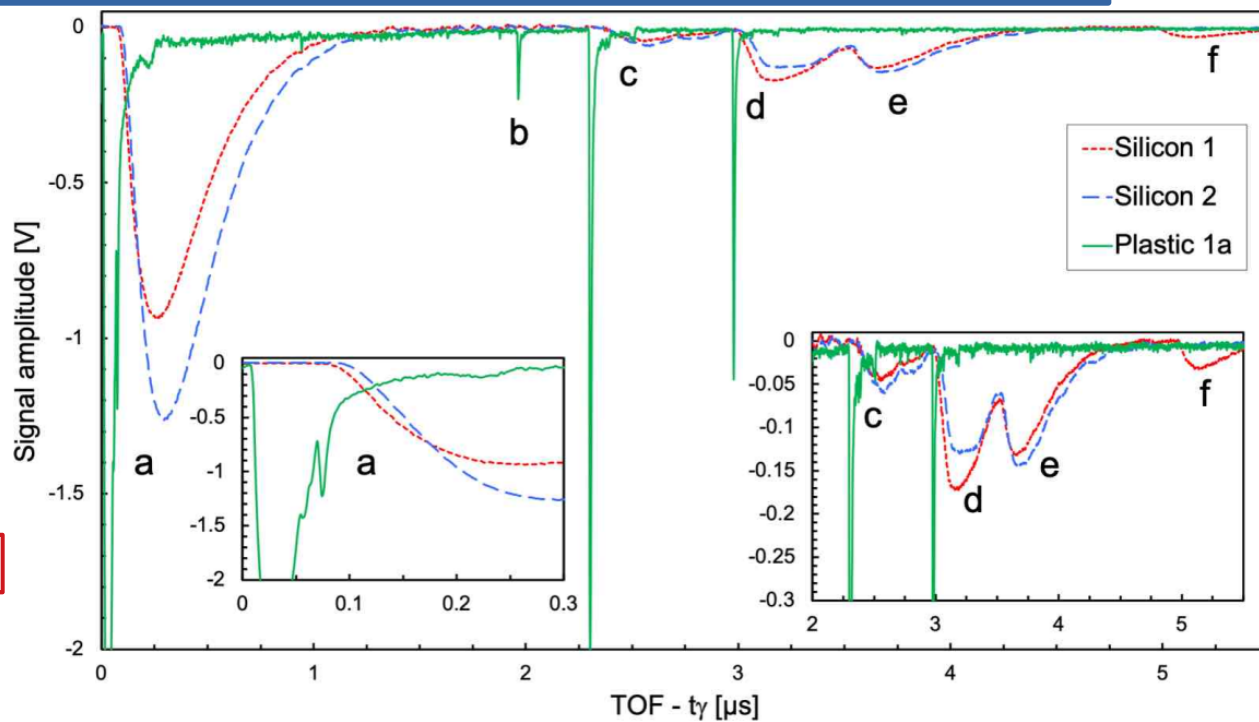 0
-0.5
-1
-1.5
-2
Signal amplitude [V]
0
1
2
3
4
5
TOF - tγ [µs]
a
b
c
d
e
f
Silicon 1
Silicon 2
Plastic 1a
0
-0.5
-1
-1.5
-2
0
0.1
0.2
0.3
a
0
-0.05
-0.1
-0.15
-0.2
-0.25
-0.3
2
3
4
5
c
d
e
f